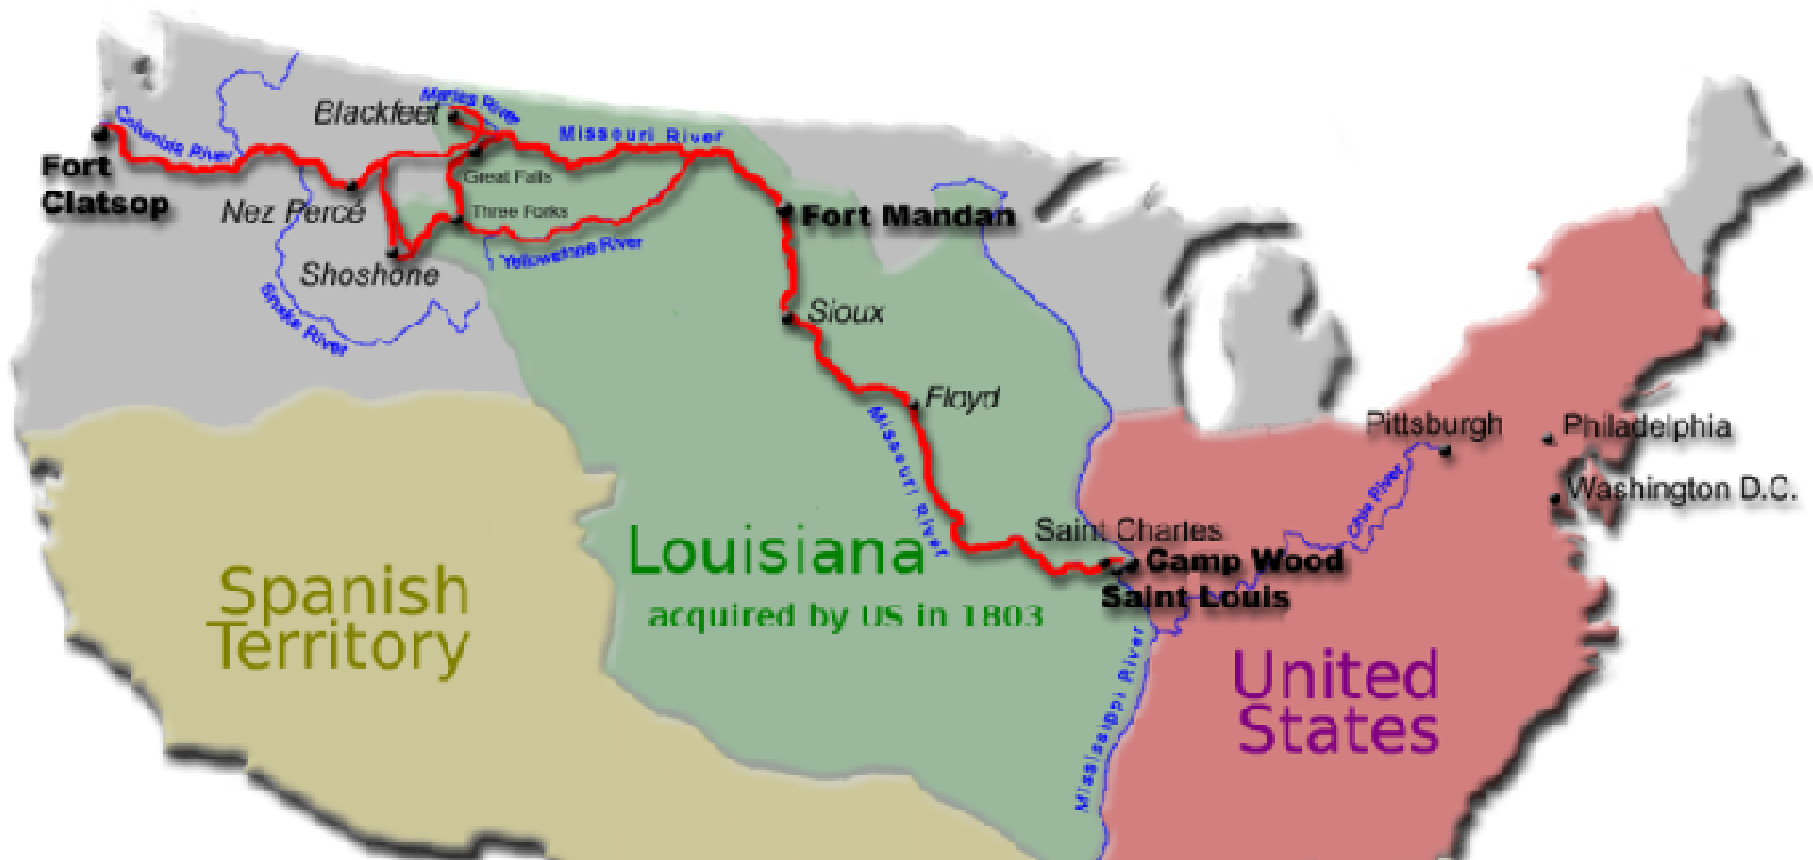 Marias River
Blackfeet
Columbia River
Missouri River
Fort
Clatsop
Great Falls
Nez Percé
Three Forks
Fort Mandan
Yellowstone River
Shoshone
Snake River
Sioux
Floyd
Missouri River
Pittsburgh
Philadelphia
Ohio River
Washington D.C.
Saint Charles
Camp Wood
Saint Louis
Louisiana
acquired by US in 1803
Spanish
Territory
Mississippi River
United
States